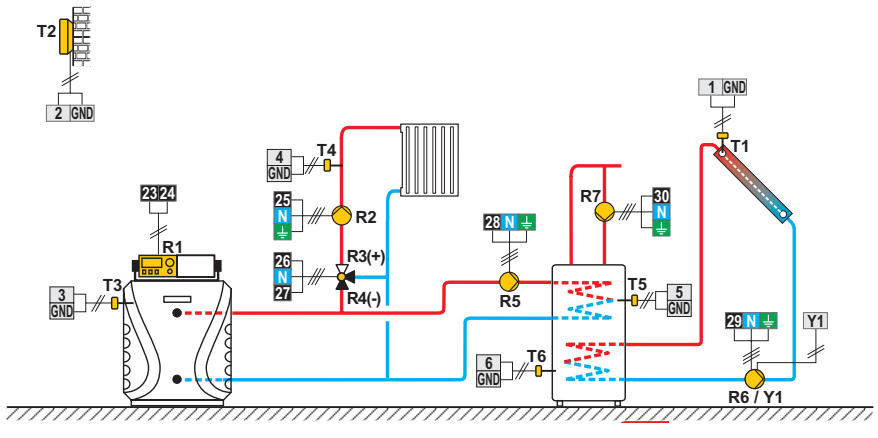 T2
2 GND
1 GND
T1
4
GND
T4
23 24
R1
25
N
R2
R3(+)
26
N
27
R4(-)
28 N
R5
R7
30
N
3
GND
T3
T5
5
GND
6
GND
T6
29 N
Y1
R6 / Y1